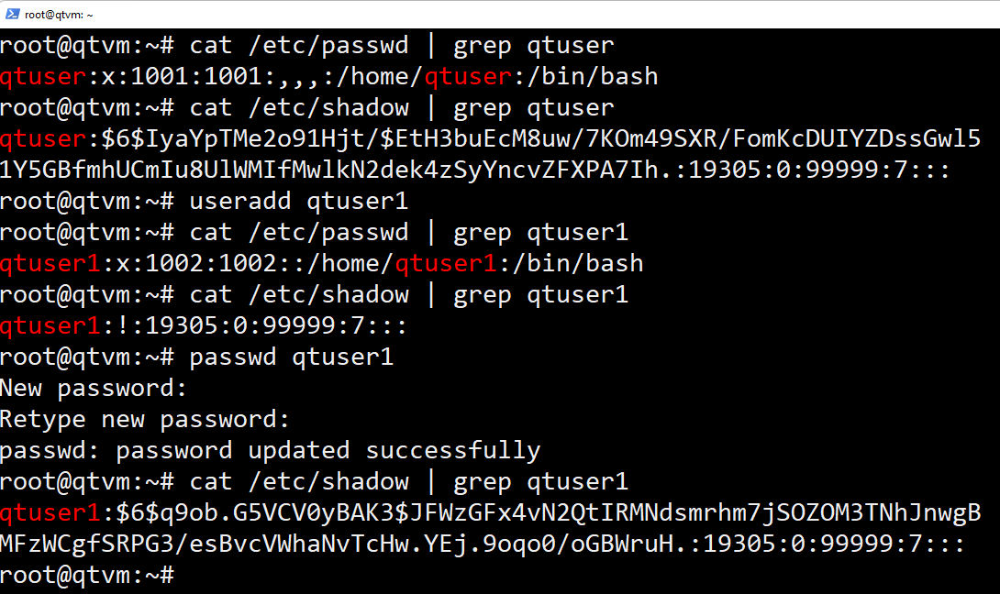 root@qtvm: ~
root@qtvm:~# cat /etc/passwd | grep qtuser
qtuser:x:1001:1001:,,,:/home/qtuser:/bin/bash
root@qtvm:~# cat /etc/shadow | grep qtuser
qtuser:$6$IyaYpTMe2o91Hjt/$EtH3buEcM8uw/7KOm49SXR/FomKcDUIYZDssGwl5
1Y5GBfmhUCmIu8UlWMIfMwlkN2dek4zSyYncvZFXPA7Ih.:19305:0:99999:7:::
root@qtvm:~# useradd qtuser1
root@qtvm:~# cat /etc/passwd | grep qtuser1
qtuser1:x:1002:1002::/home/qtuser1:/bin/bash
root@qtvm:~# cat /etc/shadow | grep qtuser1
qtuser1:!:19305:0:99999:7:::
root@qtvm:~# passwd qtuser1
New password:
Retype new password:
passwd: password updated successfully
root@qtvm:~# cat /etc/shadow | grep qtuser1
qtuser1:$6$q9ob.G5VCV0yBAK3$JFWzGFx4vN2QtIRMNdsmrhm7jSOZOM3TNhJnwgB
MFzWCgfSRPG3/esBvcVWhaNvTcHw.YEj.9oqo0/oGBWruH.:19305:0:99999:7:::
root@qtvm:~#